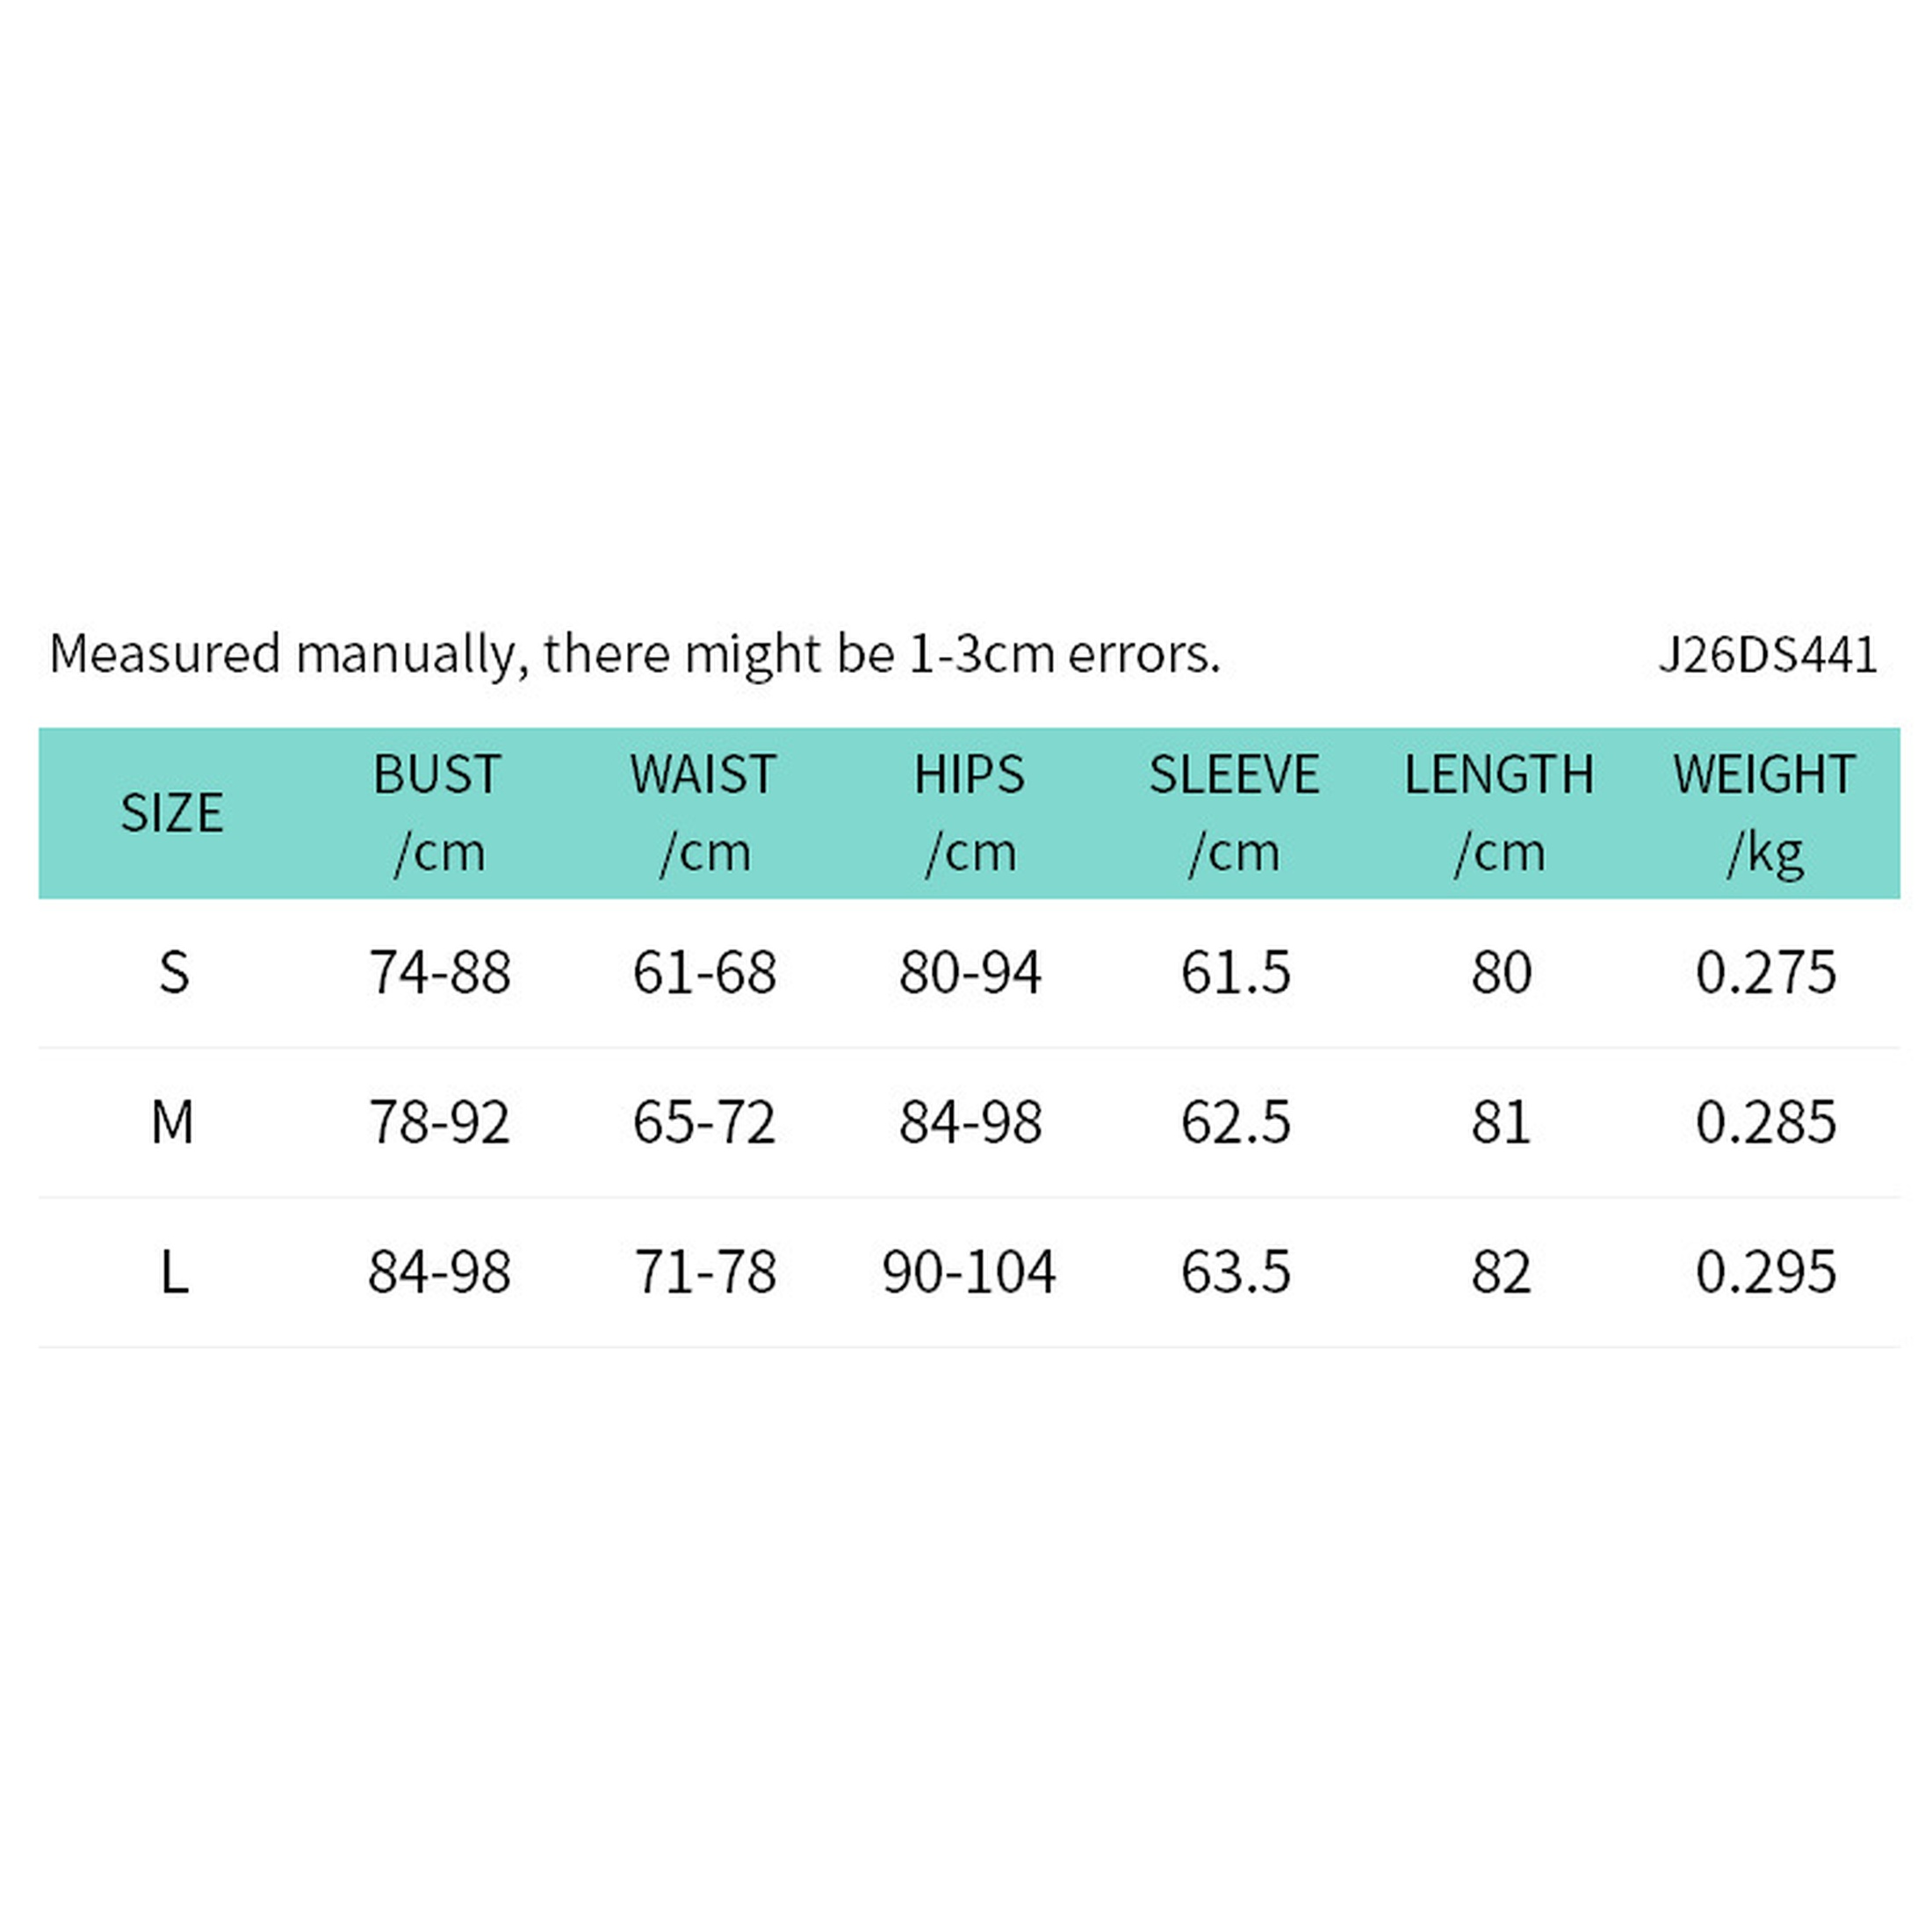 Measured manually, there might be 1-3cm errors. J26DS441
SIZE BUST /cm WAIST /cm HIPS /cm SLEEVE /cm LENGTH /cm WEIGHT /kg
S 74-88 61-68 80-94 61.5 80 0.275
M 78-92 65-72 84-98 62.5 81 0.285
L 84-98 71-78 90-104 63.5 82 0.295